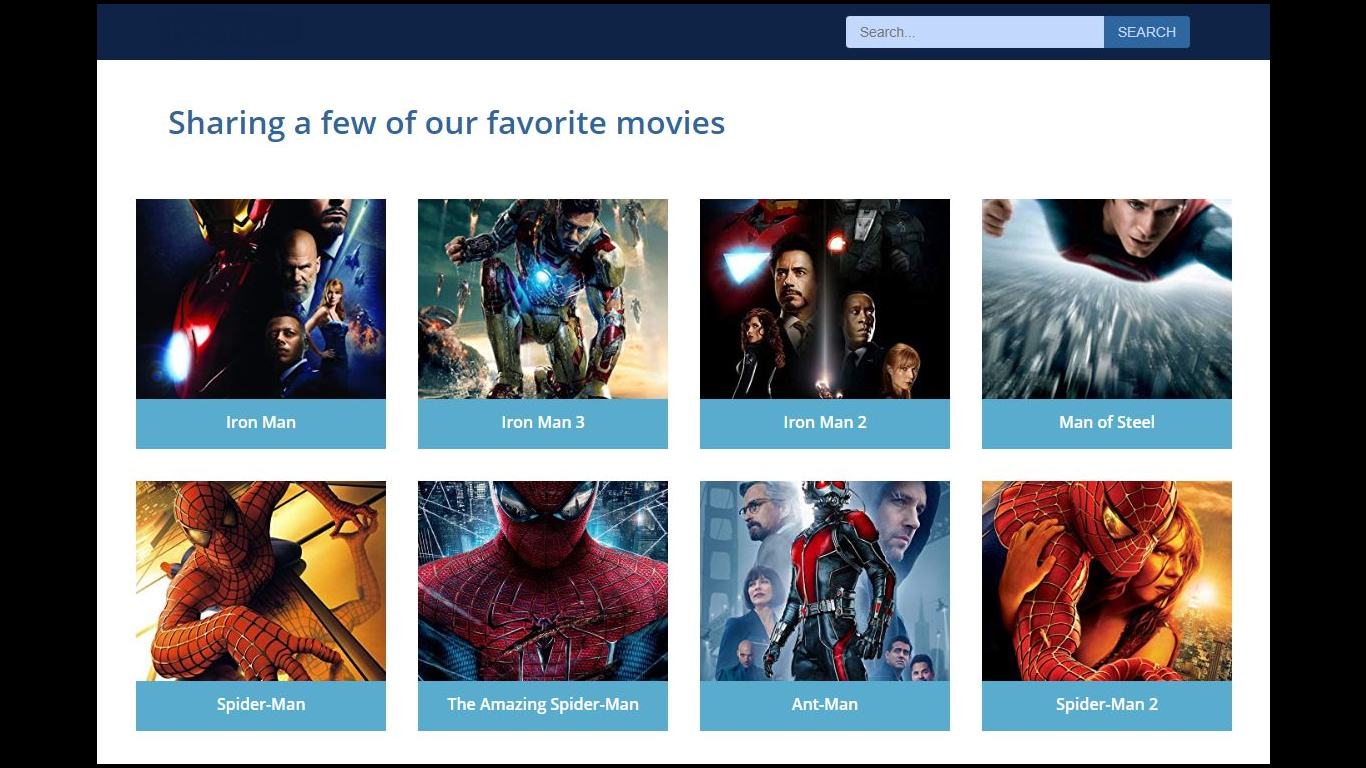 Search...
SEARCH
Sharing a few of our favorite movies
Iron Man
Iron Man 3
Iron Man 2
Man of Steel
Spider-Man
The Amazing Spider-Man
Ant-Man
Spider-Man 2